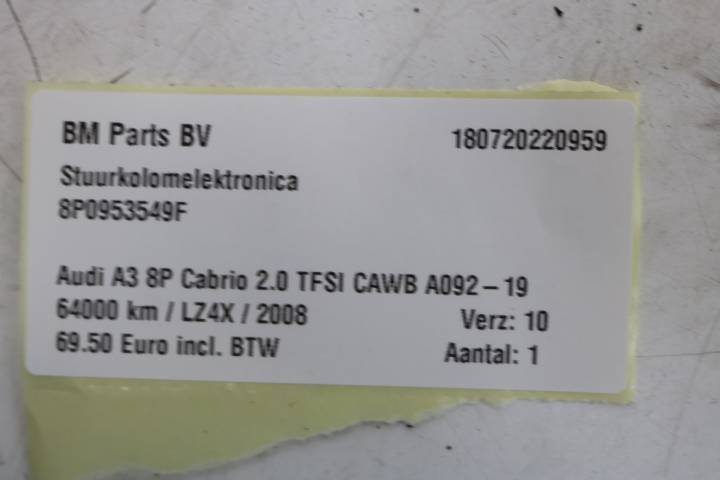 BM Parts BV 180720220959
Stuurkolomelektronica
8P0953549F
Audi A3 8P Cabrio 2.0 TFSI CAWB A092-19
64000 km / LZ4X / 2008 Verz: 10
69.50 Euro incl. BTW Aantal: 1